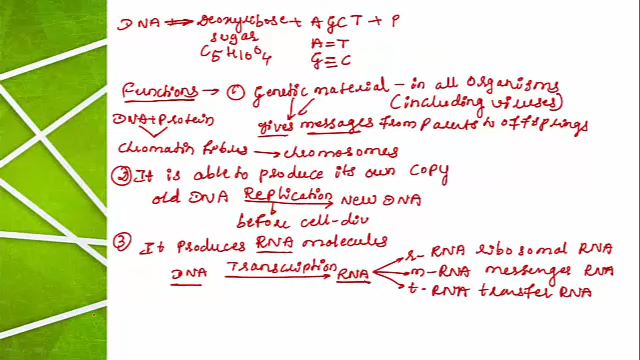 DNA → Deoxyribose + A G C T + P
sugar
C5H10O4
A=T
G≡C
Functions → ① Genetic material - in all organisms
(including viruses)
DNA+Protein
gives messages from parents to offsprings
chromatin fibres → chromosomes
② It is able to produce its own copy
old DNA Replication → New DNA
before cell-div
③ It produces RNA molecules
DNA Transcription → RNA
r-RNA ribosomal RNA
m-RNA messenger RNA
t-RNA transfer RNA